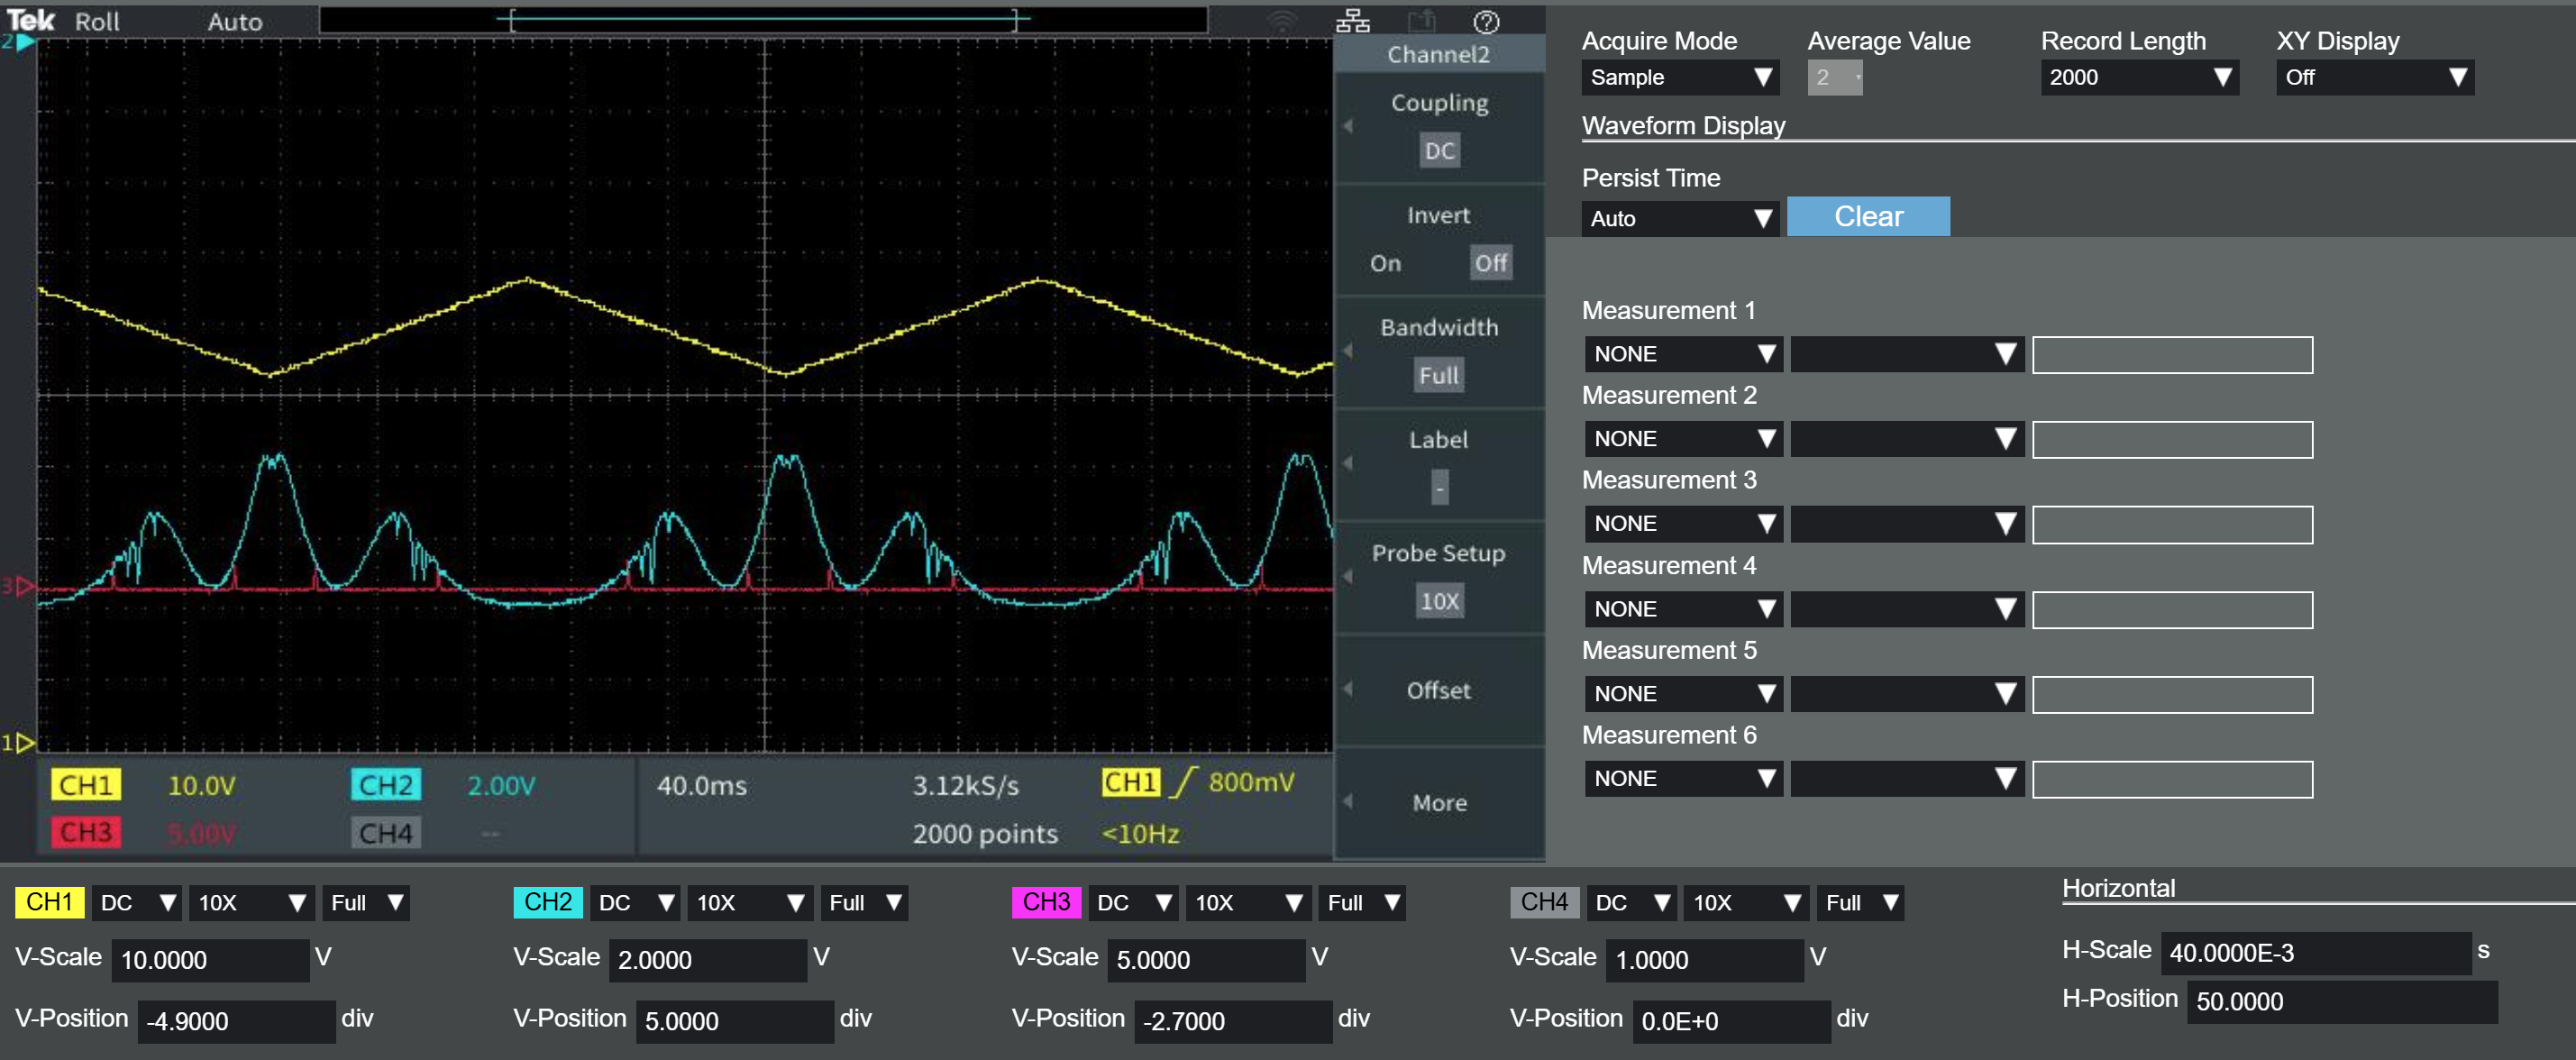 Tek Roll Auto
2
Channel2
Coupling
DC
Invert
On Off
Bandwidth
Full
Label
-
Probe Setup
10X
Offset
More
3
1
CH1 10.0V CH2 2.00V 40.0ms 3.12kS/s CH1 800mV
CH3 5.00V CH4 -- 2000 points <10Hz
Acquire Mode Average Value Record Length XY Display
Sample 2 2000 Off
Waveform Display
Persist Time
Auto Clear
Measurement 1
NONE
Measurement 2
NONE
Measurement 3
NONE
Measurement 4
NONE
Measurement 5
NONE
Measurement 6
NONE
CH1 DC 10X Full CH2 DC 10X Full CH3 DC 10X Full CH4 DC 10X Full Horizontal
V-Scale 10.0000 V V-Scale 2.0000 V V-Scale 5.0000 V V-Scale 1.0000 V H-Scale 40.0000E-3 s
V-Position -4.9000 div V-Position 5.0000 div V-Position -2.7000 div V-Position 0.0E+0 div H-Position 50.0000